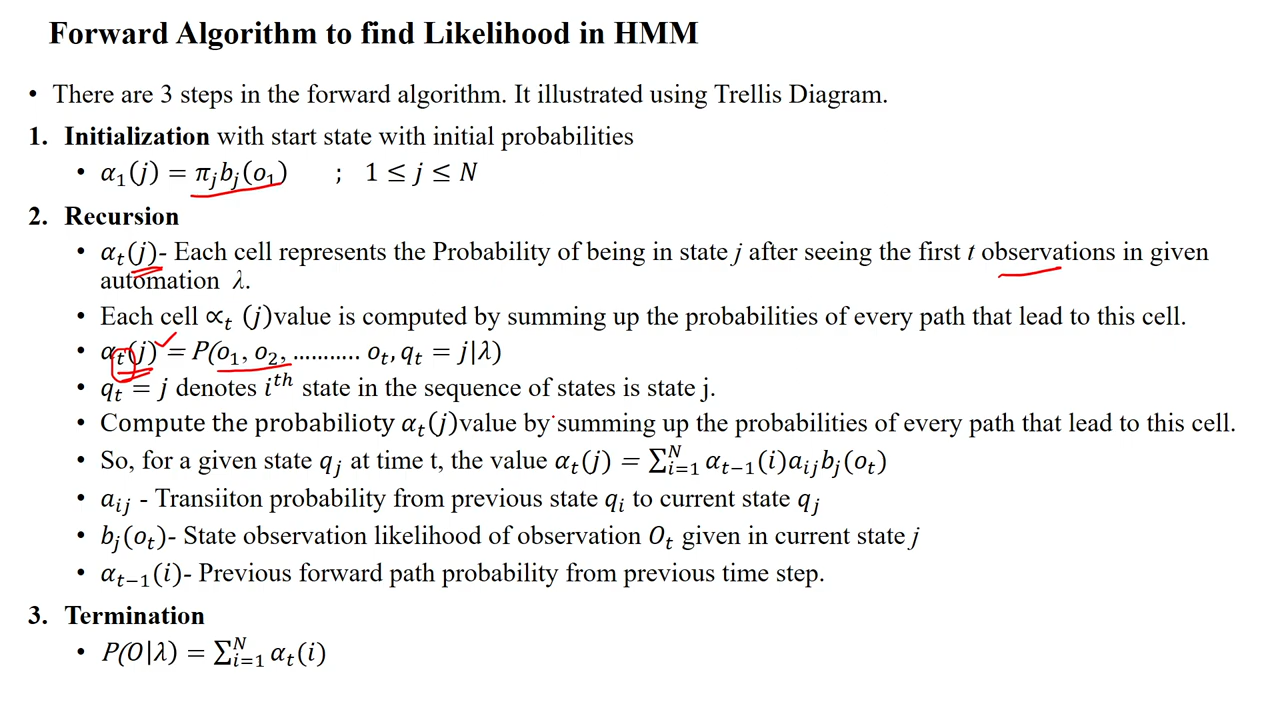 Forward Algorithm to find Likelihood in HMM
• There are 3 steps in the forward algorithm. It illustrated using Trellis Diagram.
1. Initialization with start state with initial probabilities
• α₁(j) = πⱼbⱼ(o₁) ; 1 ≤ j ≤ N
2. Recursion
• αₜ(j)- Each cell represents the Probability of being in state j after seeing the first t observations in given
automation λ.
• Each cell ∝ₜ (j)value is computed by summing up the probabilities of every path that lead to this cell.
• αₜ(j) = P(o₁, o₂, ........... oₜ, qₜ = j|λ)
• qₜ = j denotes iᵗʰ state in the sequence of states is state j.
• Compute the probabilioty αₜ(j)value by summing up the probabilities of every path that lead to this cell.
• So, for a given state qⱼ at time t, the value αₜ(j) = ∑ᵢ₌₁ᴺ αₜ₋₁(i)aᵢⱼbⱼ(oₜ)
• aᵢⱼ - Transiiton probability from previous state qᵢ to current state qⱼ
• bⱼ(oₜ)- State observation likelihood of observation Oₜ given in current state j
• αₜ₋₁(i)- Previous forward path probability from previous time step.
3. Termination
• P(O|λ) = ∑ᵢ₌₁ᴺ αₜ(i)